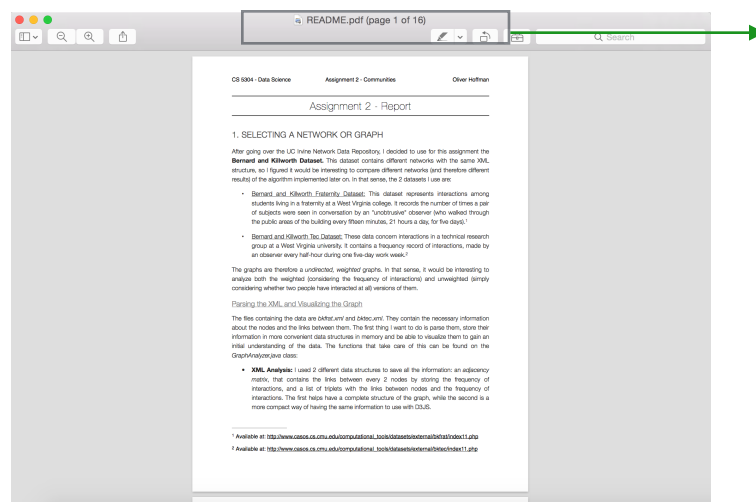 README.pdf (page 1 of 16)
Search
CS 5304 - Data Science Assignment 2 - Communities Oliver Hoffman
Assignment 2 - Report
1. SELECTING A NETWORK OR GRAPH
After going over the UC Irvine Network Data Repository, I decided to use for this assignment the
Bernard and Killworth Dataset. This dataset contains different networks with the same XML
structure, so I figured it would be interesting to compare different networks (and therefore different
results) of the algorithm implemented later on. In that sense, the 2 datasets I use are:
- Bernard and Killworth Fraternity Dataset: This dataset represents interactions among
students living in a fraternity at a West Virginia college. It records the number of times a pair
of subjects were seen in conversation by an "unobtrusive" observer (who walked through
the public areas of the building every fifteen minutes, 21 hours a day, for five days).1
- Bernard and Killworth Tec Dataset: These data concern interactions in a technical research
group at a West Virginia university. It contains a frequency record of interactions, made by
an observer every half-hour during one five-day work week.2
The graphs are therefore a undirected, weighted graphs. In that sense, it would be interesting to
analyze both the weighted (considering the frequency of interactions) and unweighted (simply
considering whether two people have interacted at all) versions of them.
Parsing the XML and Visualizing the Graph
The files containing the data are bkfrat.xml and bktec.xml. They contain the necessary information
about the nodes and the links between them. The first thing I want to do is parse them, store their
information in more convenient data structures in memory and be able to visualize them to gain an
initial understanding of the data. The functions that take care of this can be found on the
GraphAnalyzer.java class:
• XML Analysis: I used 2 different data structures to save all the information: an adjacency
matrix, that contains the links between every 2 nodes by storing the frequency of
interactions, and a list of triplets with the links between nodes and the frequency of
interactions. The first helps have a complete structure of the graph, while the second is a
more compact way of having the same information to use with D3JS.
1 Available at: http://www.casos.cs.cmu.edu/computational_tools/datasets/external/bkfrat/index11.php
2 Available at: http://www.casos.cs.cmu.edu/computational_tools/datasets/external/bktec/index11.php